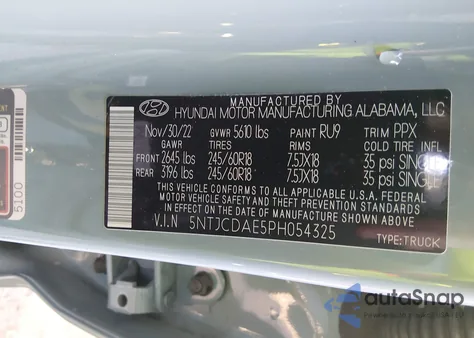 MANUFACTURED BY
HYUNDAI MOTOR MANUFACTURING ALABAMA, LLC
Nov/30/22 GVWR 5610 lbs PAINT RU9 TRIM PPX
GAWR TIRES RIMS COLD TIRE INFL.
FRONT 2645 lbs 245/60R18 7.5JX18 35 psi SINGLE
REAR 3196 lbs 245/60R18 7.5JX18 35 psi SINGLE
THIS VEHICLE CONFORMS TO ALL APPLICABLE U.S.A. FEDERAL
MOTOR VEHICLE SAFETY AND THEFT PREVENTION STANDARDS
IN EFFECT ON THE DATE OF MANUFACTURE SHOWN ABOVE.
V.I.N 5NTJCDAE5PH054325
TYPE:TRUCK
5100
autoSnap